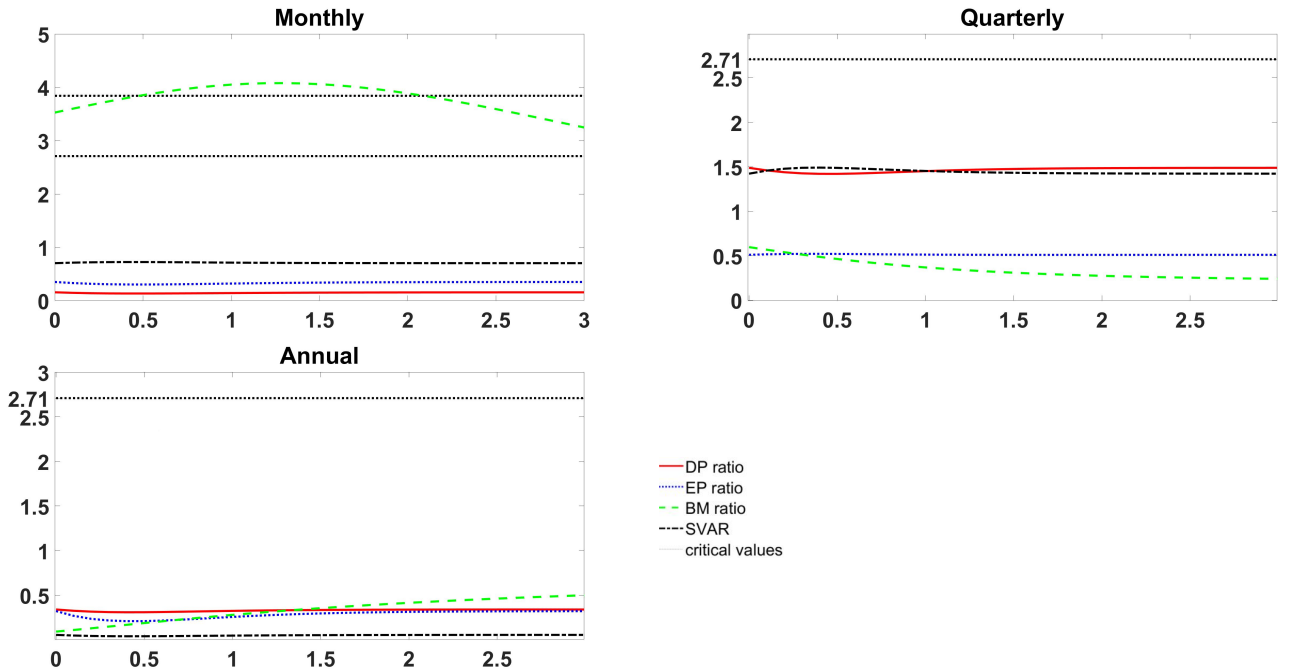 Monthly
5
4
3
2
1
0
0 0.5 1 1.5 2 2.5 3
Quarterly
2.71
2.5
2
1.5
1
0.5
0
0 0.5 1 1.5 2 2.5
Annual
3
2.71
2.5
2
1.5
1
0.5
0 0.5 1 1.5 2 2.5
DP ratio
EP ratio
BM ratio
SVAR
critical values